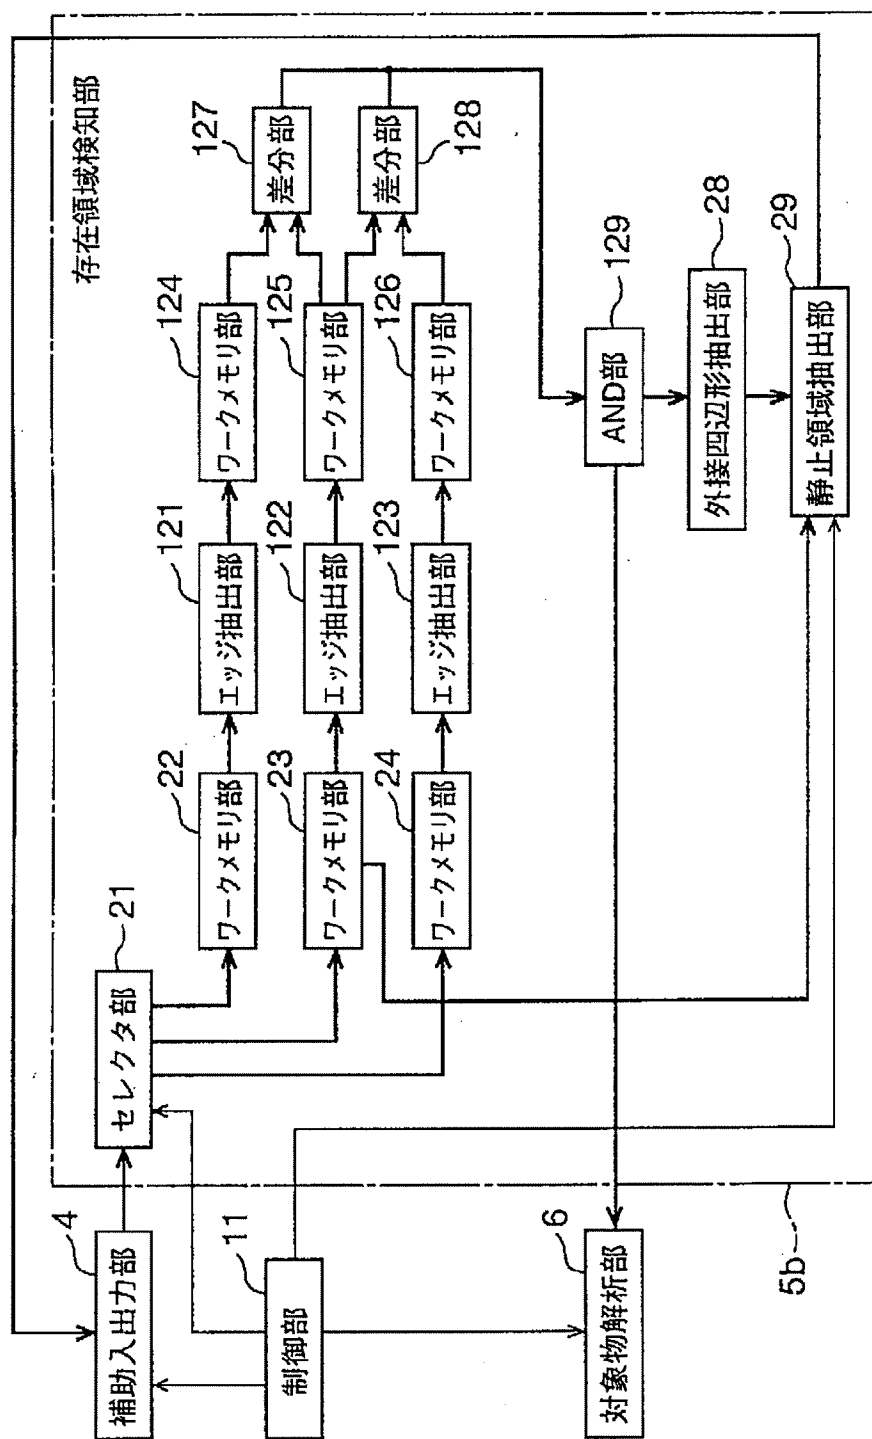 存在領域検知部
補助入出力部
4
セレクタ部
21
制御部
11
ワークメモリ部
22
エッジ抽出部
121
ワークメモリ部
124
差分部
127
ワークメモリ部
23
エッジ抽出部
122
ワークメモリ部
125
差分部
128
ワークメモリ部
24
エッジ抽出部
123
ワークメモリ部
126
対象物解析部
6
AND部
129
外接四辺形抽出部
28
静止領域抽出部
29
5b